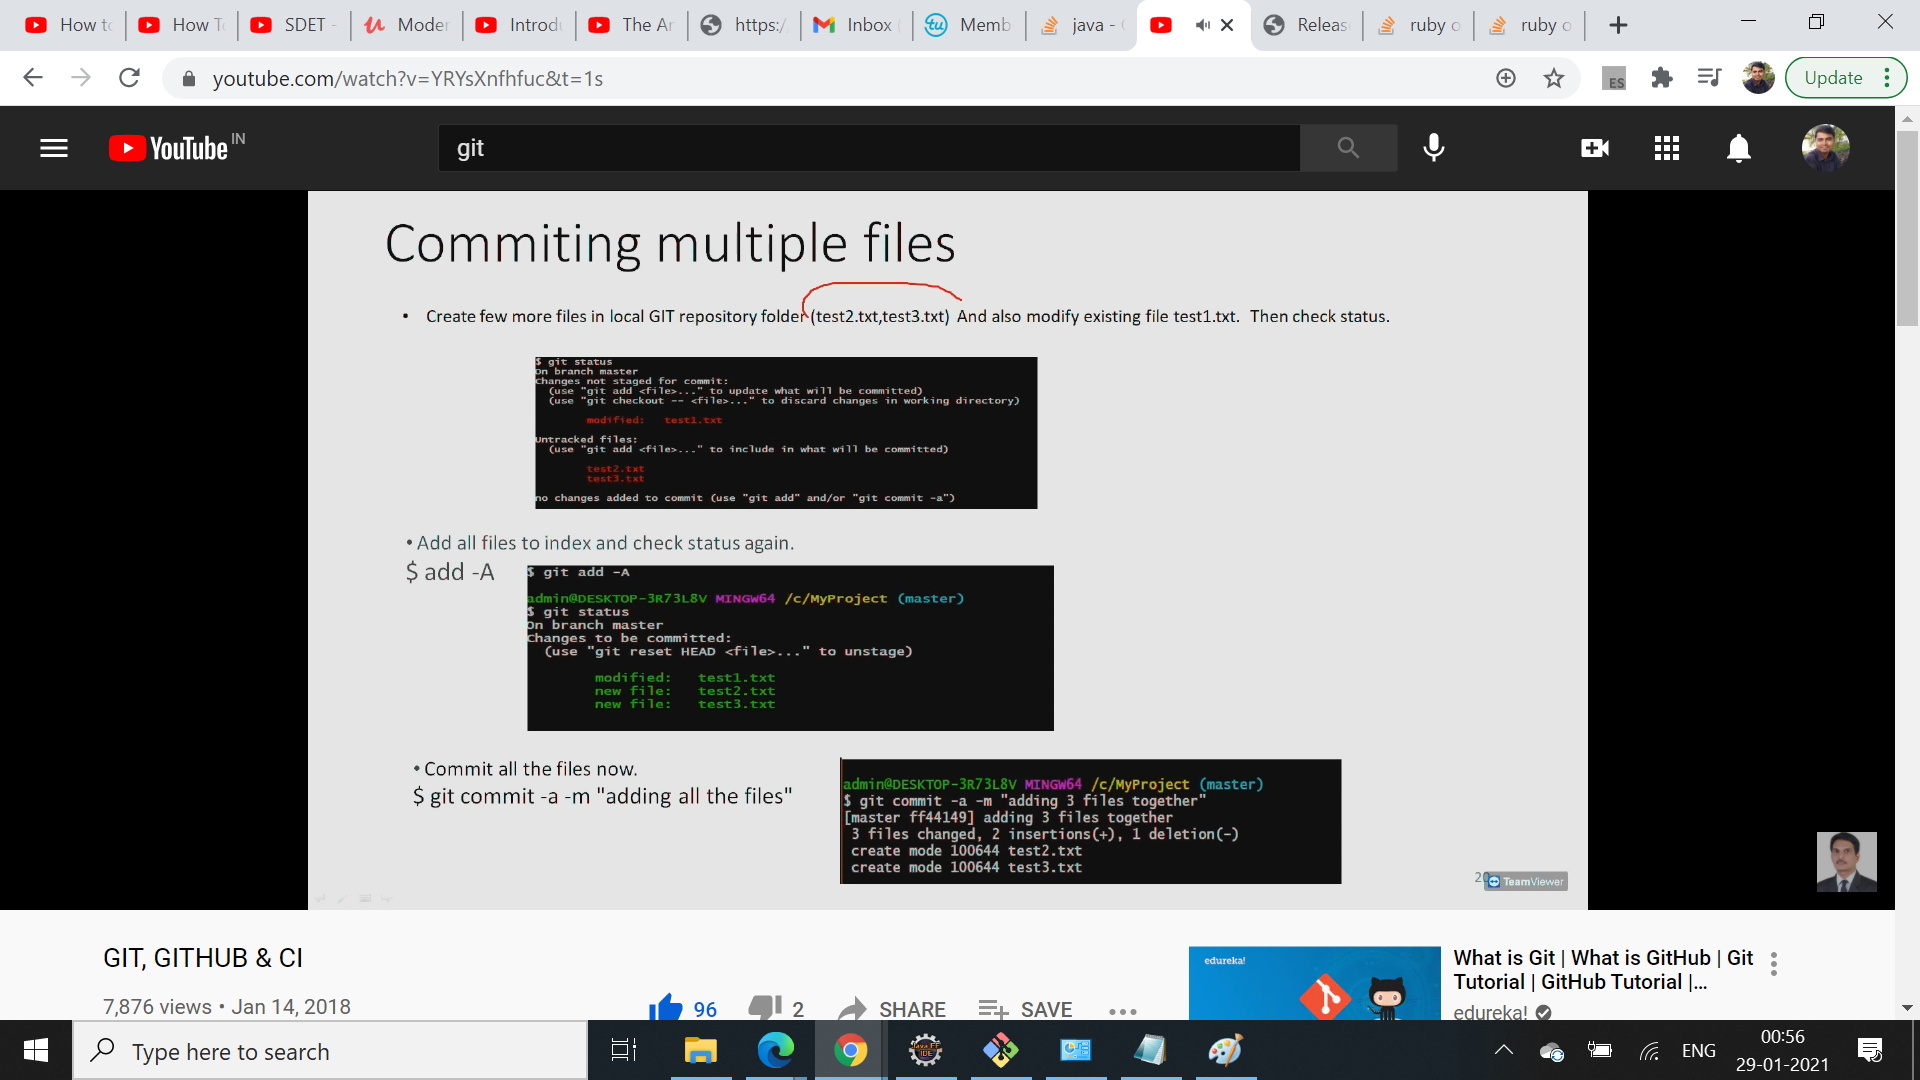 How to
How To
SDET -
Moder
Introdu
The Ar
https:/
Inbox (
Memb
java - C
Releas
ruby o
ruby o
youtube.com/watch?v=YRYsXnfhfuc&t=1s
ES
Update
YouTube IN
git
Commiting multiple files
• Create few more files in local GIT repository folder (test2.txt,test3.txt) And also modify existing file test1.txt. Then check status.
$ git status
On branch master
Changes not staged for commit:
(use "git add <file>..." to update what will be committed)
(use "git checkout -- <file>..." to discard changes in working directory)
modified: test1.txt
Untracked files:
(use "git add <file>..." to include in what will be committed)
test2.txt
test3.txt
no changes added to commit (use "git add" and/or "git commit -a")
• Add all files to index and check status again.
$ add -A
$ git add -A
admin@DESKTOP-3R73L8V MINGW64 /c/MyProject (master)
$ git status
On branch master
Changes to be committed:
(use "git reset HEAD <file>..." to unstage)
modified: test1.txt
new file: test2.txt
new file: test3.txt
• Commit all the files now.
$ git commit -a -m "adding all the files"
admin@DESKTOP-3R73L8V MINGW64 /c/MyProject (master)
$ git commit -a -m "adding 3 files together"
[master ff44149] adding 3 files together
3 files changed, 2 insertions(+), 1 deletion(-)
create mode 100644 test2.txt
create mode 100644 test3.txt
TeamViewer
GIT, GITHUB & CI
7,876 views • Jan 14, 2018
96
2
SHARE
SAVE
edureka!
What is Git | What is GitHub | Git
Tutorial | GitHub Tutorial |...
edureka!
Type here to search
Java EE
IDE
ENG
00:56
29-01-2021